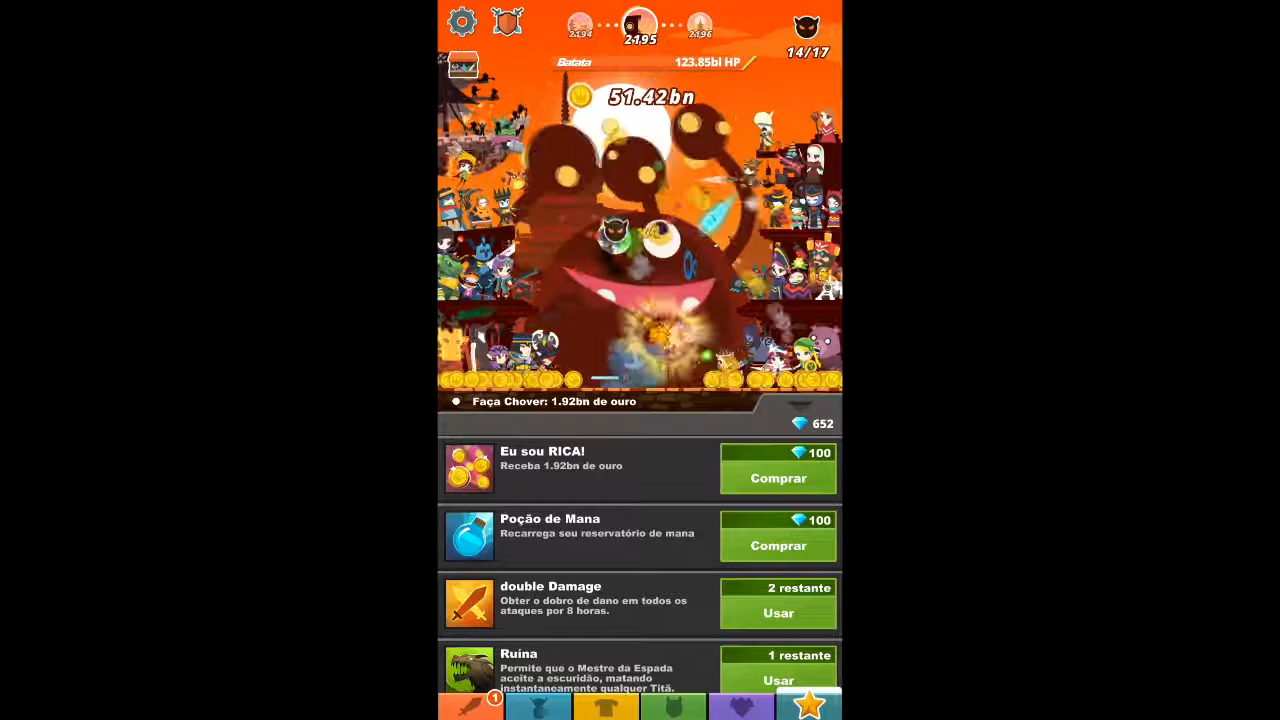 2194
2195
2196
14/17
Batata
123.85bl HP
51.42bn
Faça Chover: 1.92bn de ouro
652
Eu sou RICA!
Receba 1.92bn de ouro
100
Comprar
Poção de Mana
Recarrega seu reservatório de mana
100
Comprar
double Damage
Obter o dobro de dano em todos os
ataques por 8 horas.
2 restante
Usar
Ruína
Permite que o Mestre da Espada
aceite a escuridão, matando
instantaneamente qualquer Titã.
1 restante
Usar
1